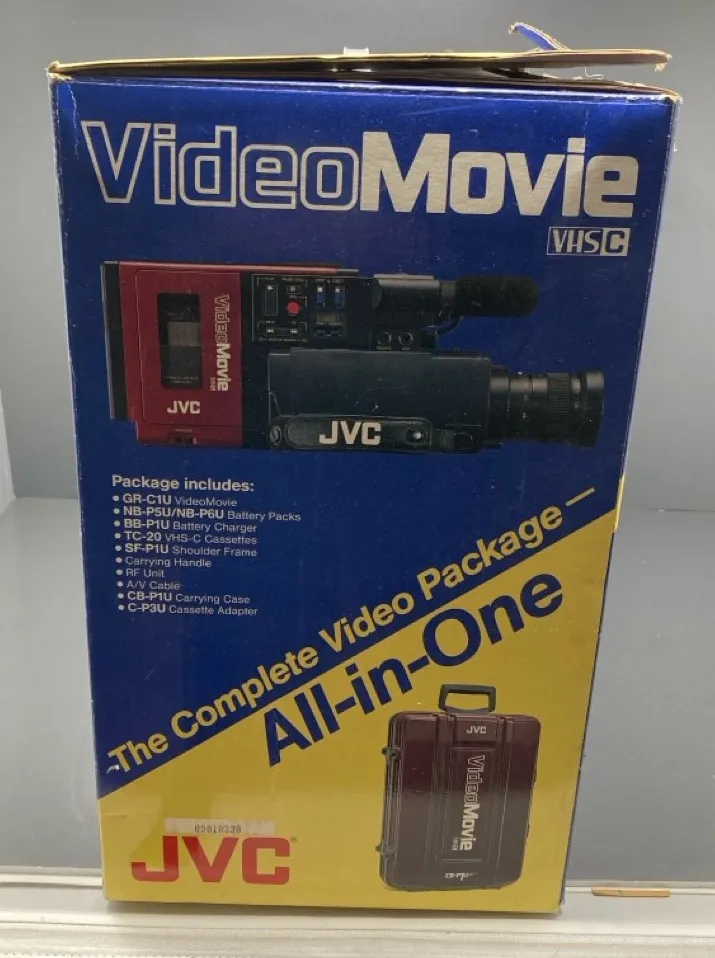 VideoMovie
VHS C
VideoMovie
JVC
JVC
Package includes:
• GR-C1U VideoMovie
• NB-P5U/NB-P6U Battery Packs
• BB-P1U Battery Charger
• TC-20 VHS-C Cassettes
• SF-P1U Shoulder Frame
• Carrying Handle
• RF Unit
• A/V Cable
• CB-P1U Carrying Case
• C-P3U Cassette Adapter
The Complete Video Package —
All-in-One
JVC
VideoMovie
JVC®